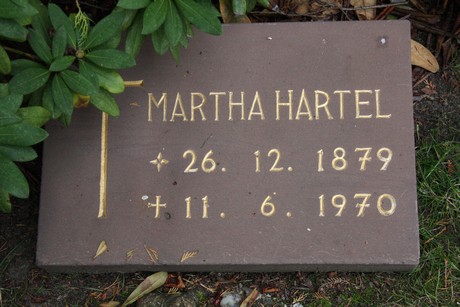 MARTHA HARTEL
✧ 26. 12. 1879
✝ 11. 6. 1970